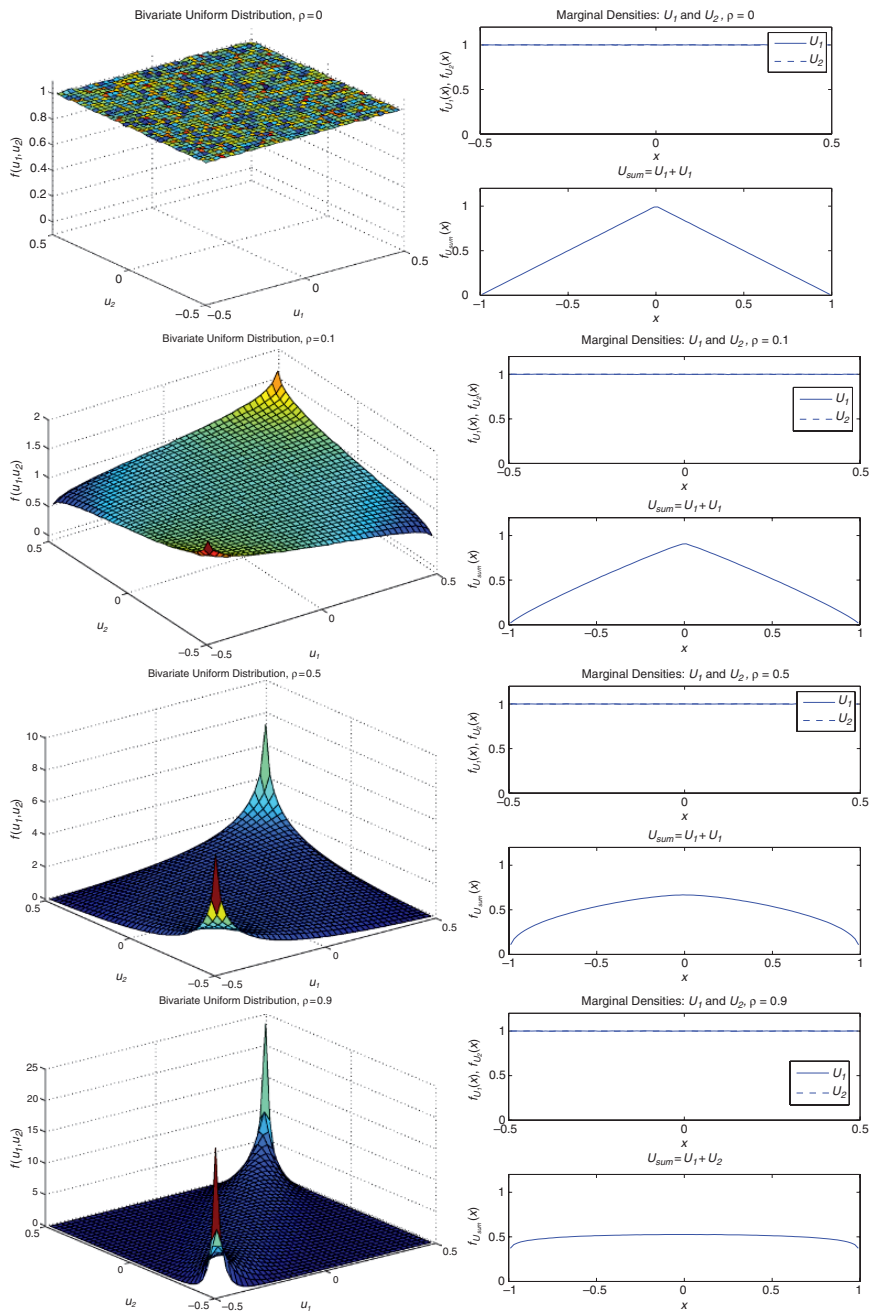 Bivariate Uniform Distribution, ρ=0
f(u1,u2)
1
0.8
0.6
0.4
0.2
0
0.5
0
−0.5
u2
−0.5
0
0.5
u1
Marginal Densities: U1 and U2 , ρ = 0
fU1(x), fU2(x)
1
0.5
0
−0.5
0
0.5
x
U1
U2
Usum=U1+U1
fUsum(x)
1
0.5
0
−1
−0.5
0
0.5
1
x
Bivariate Uniform Distribution, ρ=0.1
f(u1,u2)
2
1.5
1
0.5
0
0.5
0
−0.5
u2
−0.5
0
0.5
u1
Marginal Densities: U1 and U2, ρ = 0.1
fU1(x), fU2(x)
1
0.5
0
−0.5
0
0.5
x
U1
U2
Usum=U1+U1
fUsum(x)
1
0.5
0
−1
−0.5
0
0.5
1
x
Bivariate Uniform Distribution, ρ=0.5
f(u1,u2)
10
8
6
4
2
0
0.5
0
−0.5
u2
−0.5
0
0.5
u1
Marginal Densities: U1 and U2, ρ = 0.5
fU1(x), fU2(x)
1
0.5
0
−0.5
0
0.5
x
U1
U2
Usum=U1+U1
fUsum(x)
1
0.5
0
−1
−0.5
0
0.5
1
x
Bivariate Uniform Distribution, ρ=0.9
f(u1,u2)
25
20
15
10
5
0
0.5
0
−0.5
u2
−0.5
0
0.5
u1
Marginal Densities: U1 and U2, ρ = 0.9
fU1(x), fU2(x)
1
0.5
0
−0.5
0
0.5
x
U1
U2
Usum=U1+U2
fUsum(x)
1
0.5
0
−1
−0.5
0
0.5
1
x